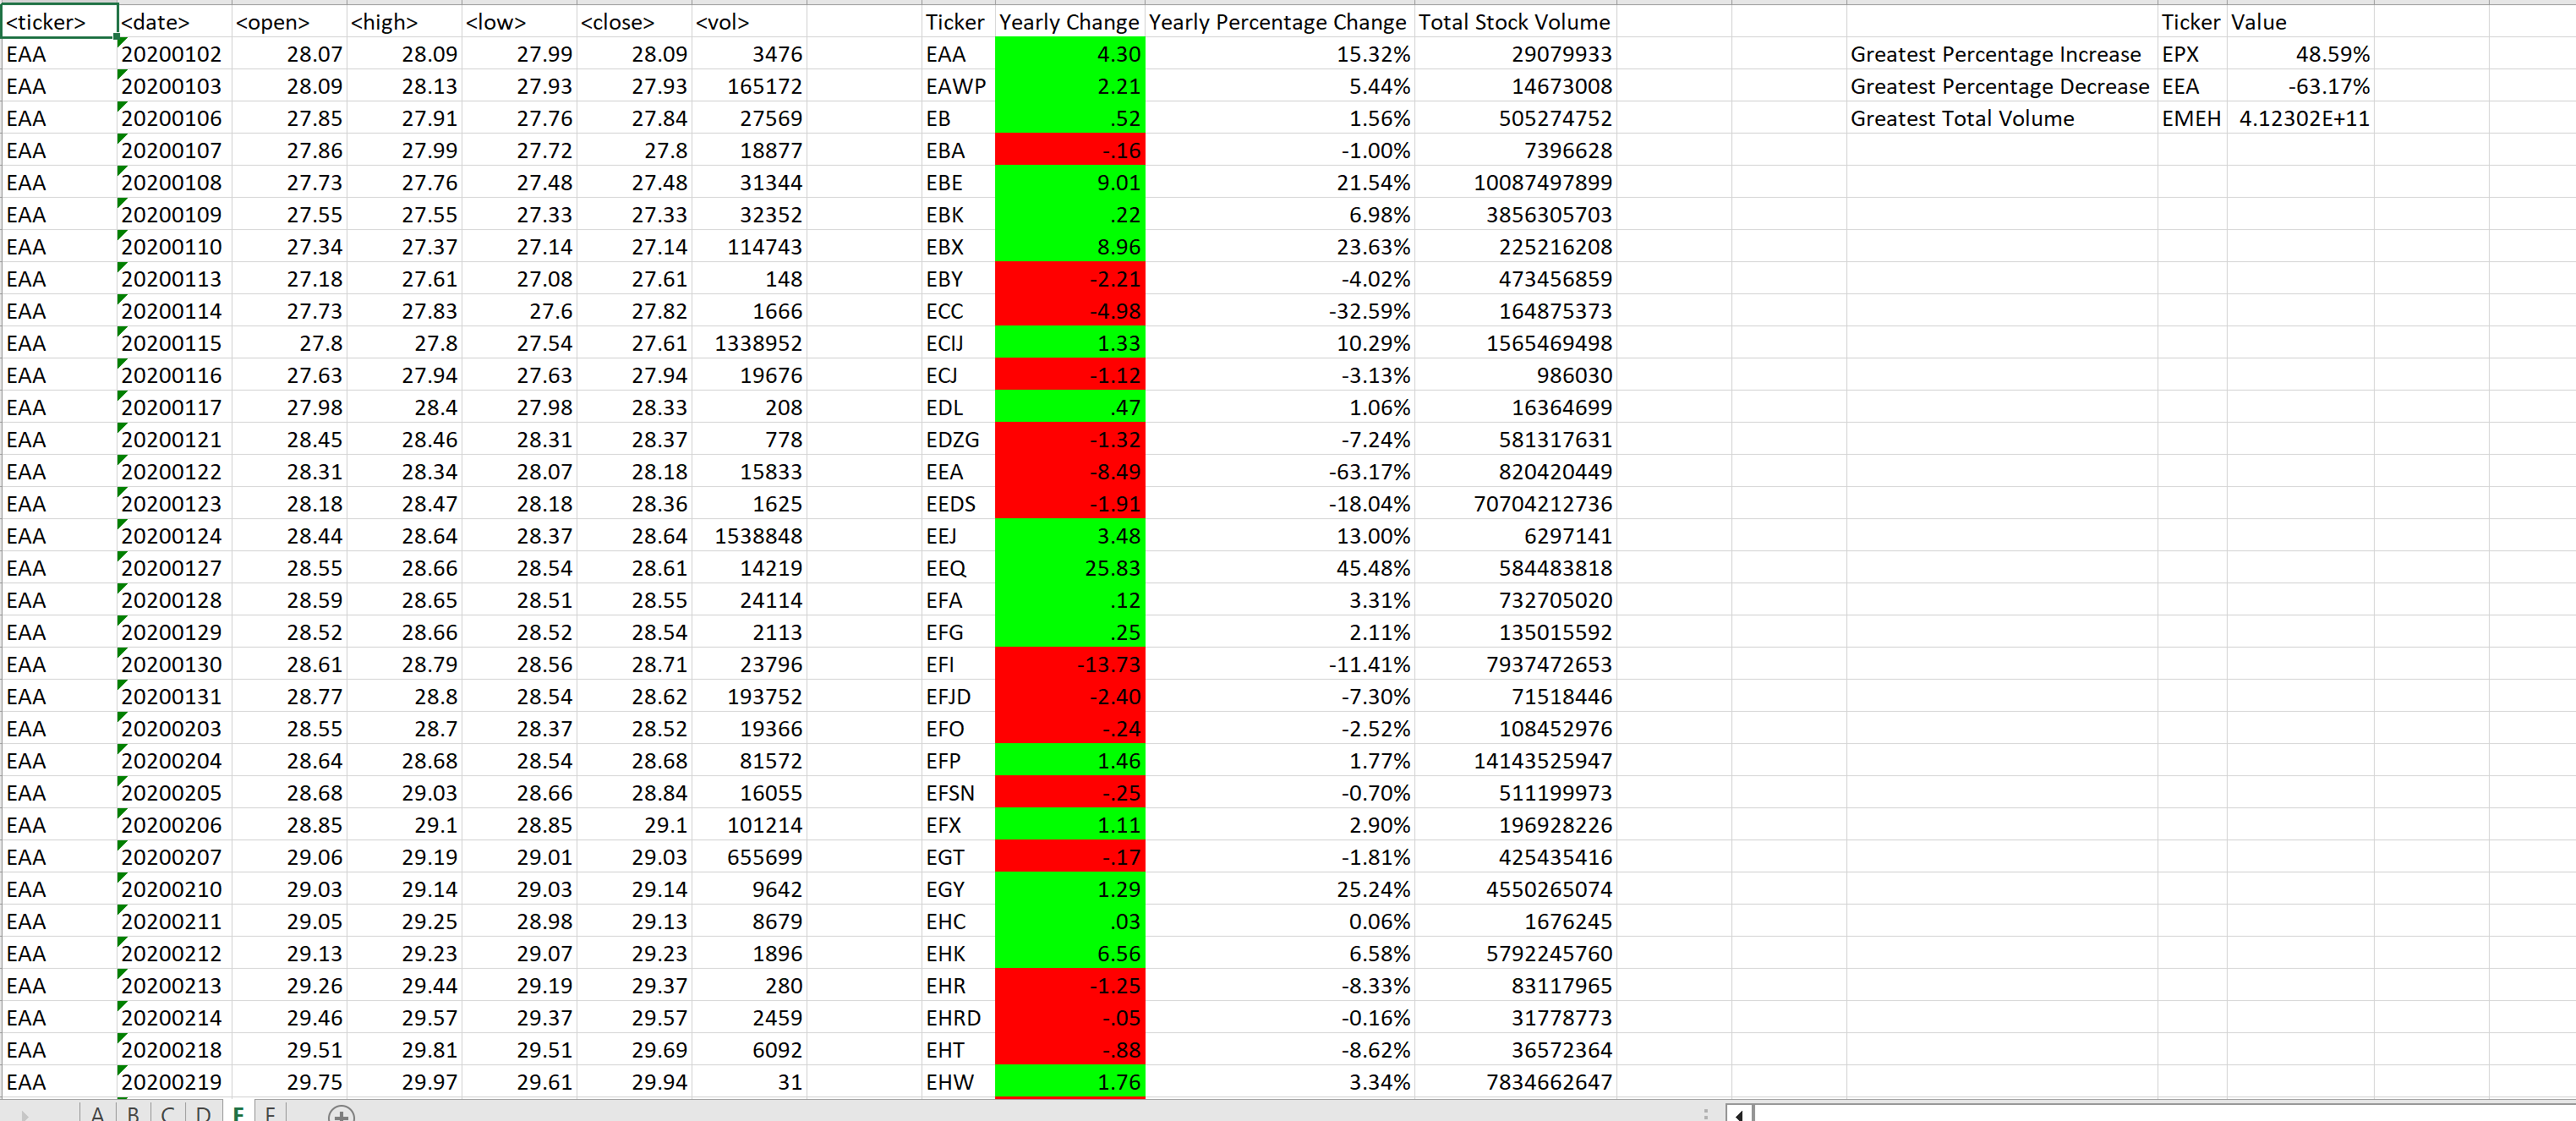 <ticker> <date> <open> <high> <low> <close> <vol> Ticker Yearly Change Yearly Percentage Change Total Stock Volume Ticker Value
EAA 20200102 28.07 28.09 27.99 28.09 3476 EAA 4.30 15.32% 29079933 Greatest Percentage Increase EPX 48.59%
EAA 20200103 28.09 28.13 27.93 27.93 165172 EAWP 2.21 5.44% 14673008 Greatest Percentage Decrease EEA -63.17%
EAA 20200106 27.85 27.91 27.76 27.84 27569 EB .52 1.56% 505274752 Greatest Total Volume EMEH 4.12302E+11
EAA 20200107 27.86 27.99 27.72 27.8 18877 EBA -.16 -1.00% 7396628
EAA 20200108 27.73 27.76 27.48 27.48 31344 EBE 9.01 21.54% 10087497899
EAA 20200109 27.55 27.55 27.33 27.33 32352 EBK .22 6.98% 3856305703
EAA 20200110 27.34 27.37 27.14 27.14 114743 EBX 8.96 23.63% 225216208
EAA 20200113 27.18 27.61 27.08 27.61 148 EBY -2.21 -4.02% 473456859
EAA 20200114 27.73 27.83 27.6 27.82 1666 ECC -4.98 -32.59% 164875373
EAA 20200115 27.8 27.8 27.54 27.61 1338952 ECIJ 1.33 10.29% 1565469498
EAA 20200116 27.63 27.94 27.63 27.94 19676 ECJ -1.12 -3.13% 986030
EAA 20200117 27.98 28.4 27.98 28.33 208 EDL .47 1.06% 16364699
EAA 20200121 28.45 28.46 28.31 28.37 778 EDZG -1.32 -7.24% 581317631
EAA 20200122 28.31 28.34 28.07 28.18 15833 EEA -8.49 -63.17% 820420449
EAA 20200123 28.18 28.47 28.18 28.36 1625 EEDS -1.91 -18.04% 70704212736
EAA 20200124 28.44 28.64 28.37 28.64 1538848 EEJ 3.48 13.00% 6297141
EAA 20200127 28.55 28.66 28.54 28.61 14219 EEQ 25.83 45.48% 584483818
EAA 20200128 28.59 28.65 28.51 28.55 24114 EFA .12 3.31% 732705020
EAA 20200129 28.52 28.66 28.52 28.54 2113 EFG .25 2.11% 135015592
EAA 20200130 28.61 28.79 28.56 28.71 23796 EFI -13.73 -11.41% 7937472653
EAA 20200131 28.77 28.8 28.54 28.62 193752 EFJD -2.40 -7.30% 71518446
EAA 20200203 28.55 28.7 28.37 28.52 19366 EFO -.24 -2.52% 108452976
EAA 20200204 28.64 28.68 28.54 28.68 81572 EFP 1.46 1.77% 14143525947
EAA 20200205 28.68 29.03 28.66 28.84 16055 EFSN -.25 -0.70% 511199973
EAA 20200206 28.85 29.1 28.85 29.1 101214 EFX 1.11 2.90% 196928226
EAA 20200207 29.06 29.19 29.01 29.03 655699 EGT -.17 -1.81% 425435416
EAA 20200210 29.03 29.14 29.03 29.14 9642 EGY 1.29 25.24% 4550265074
EAA 20200211 29.05 29.25 28.98 29.13 8679 EHC .03 0.06% 1676245
EAA 20200212 29.13 29.23 29.07 29.23 1896 EHK 6.56 6.58% 5792245760
EAA 20200213 29.26 29.44 29.19 29.37 280 EHR -1.25 -8.33% 83117965
EAA 20200214 29.46 29.57 29.37 29.57 2459 EHRD -.05 -0.16% 31778773
EAA 20200218 29.51 29.81 29.51 29.69 6092 EHT -.88 -8.62% 36572364
EAA 20200219 29.75 29.97 29.61 29.94 31 EHW 1.76 3.34% 7834662647
A B C D